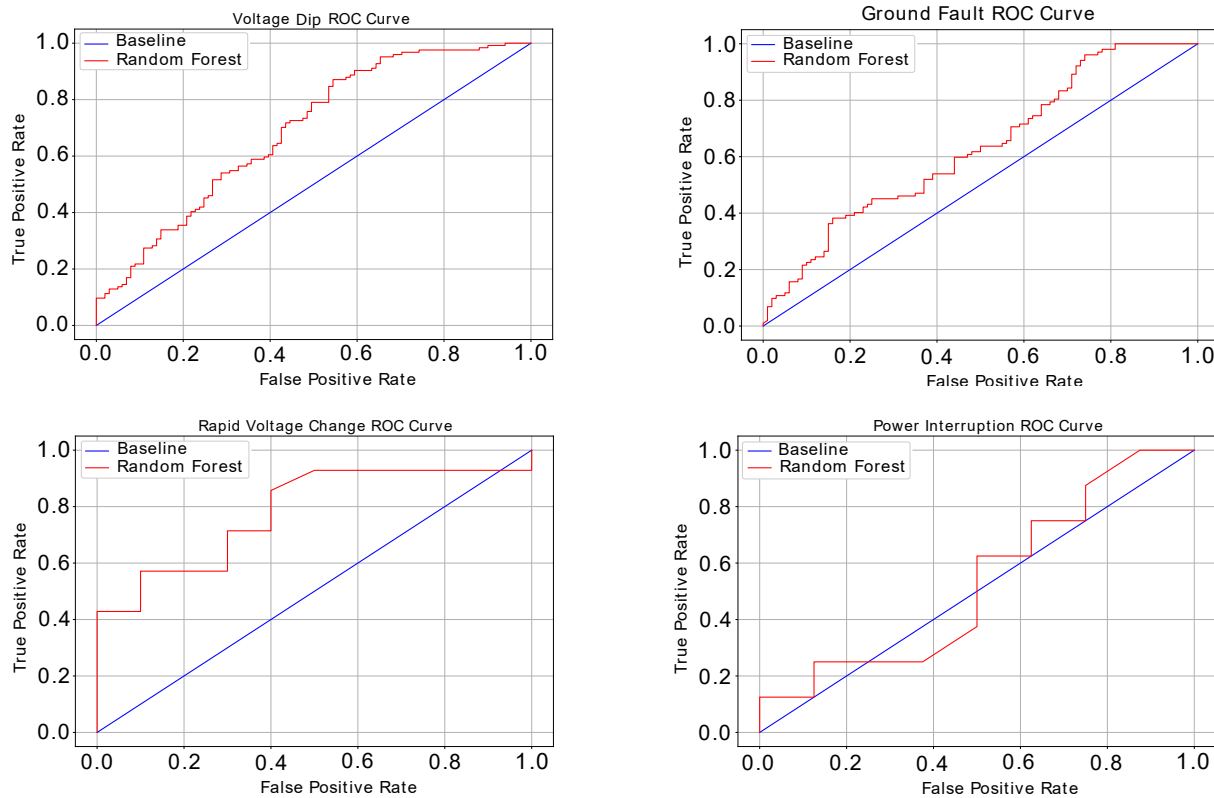 Voltage Dip ROC Curve
Baseline
Random Forest
1.0
0.8
0.6
0.4
0.2
0.0
True Positive Rate
0.0 0.2 0.4 0.6 0.8 1.0
False Positive Rate
Ground Fault ROC Curve
Baseline
Random Forest
1.0
0.8
0.6
0.4
0.2
0.0
True Positive Rate
0.0 0.2 0.4 0.6 0.8 1.0
False Positive Rate
Rapid Voltage Change ROC Curve
Baseline
Random Forest
1.0
0.8
0.6
0.4
0.2
0.0
True Positive Rate
0.0 0.2 0.4 0.6 0.8 1.0
False Positive Rate
Power Interruption ROC Curve
Baseline
Random Forest
1.0
0.8
0.6
0.4
0.2
0.0
True Positive Rate
0.0 0.2 0.4 0.6 0.8 1.0
False Positive Rate